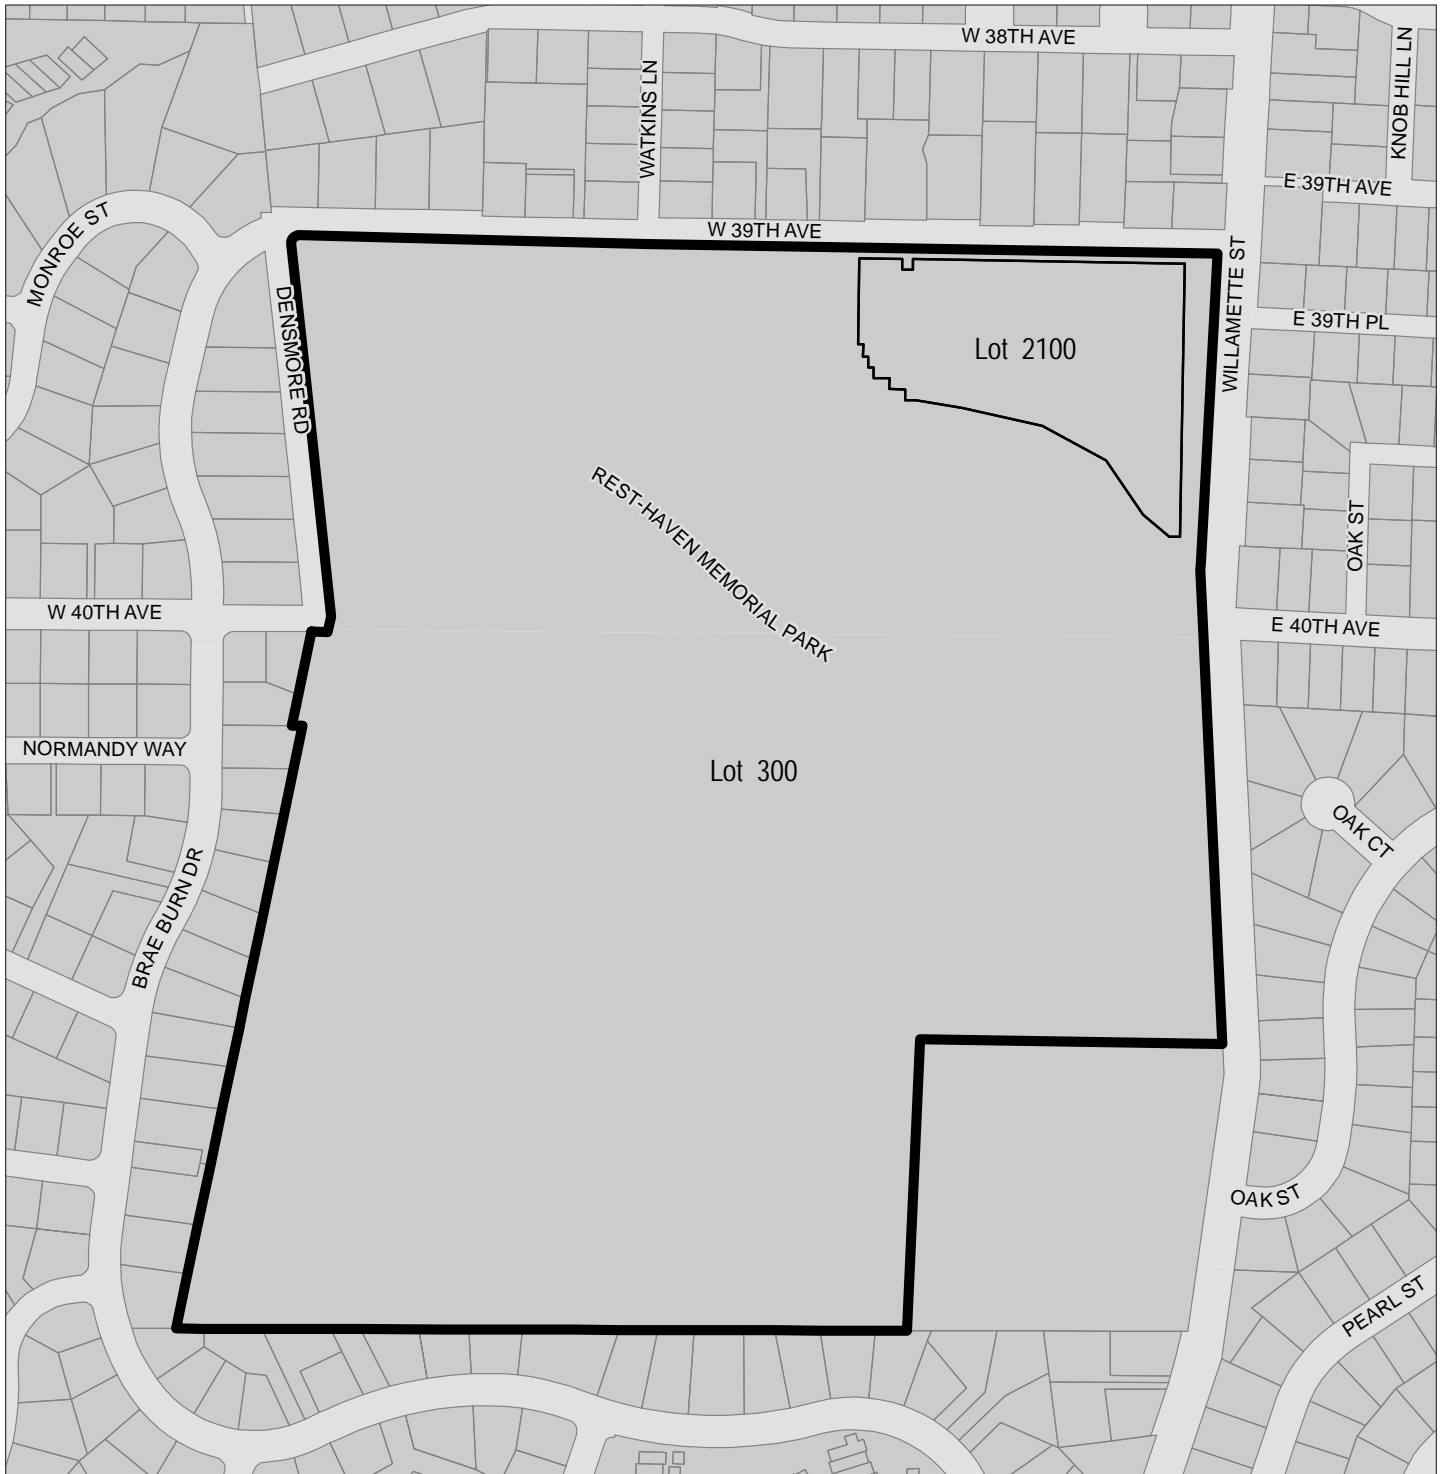 W 38TH AVE
KNOB HILL LN
WATKINS LN
E 39TH AVE
MONROE ST
W 39TH AVE
WILLAMETTE ST
DENSMORE RD
E 39TH PL
Lot 2100
REST-HAVEN MEMORIAL PARK
OAK ST
W 40TH AVE
E 40TH AVE
NORMANDY WAY
Lot 300
OAK CT
BRAE BURN DR
OAK ST
PEARL ST